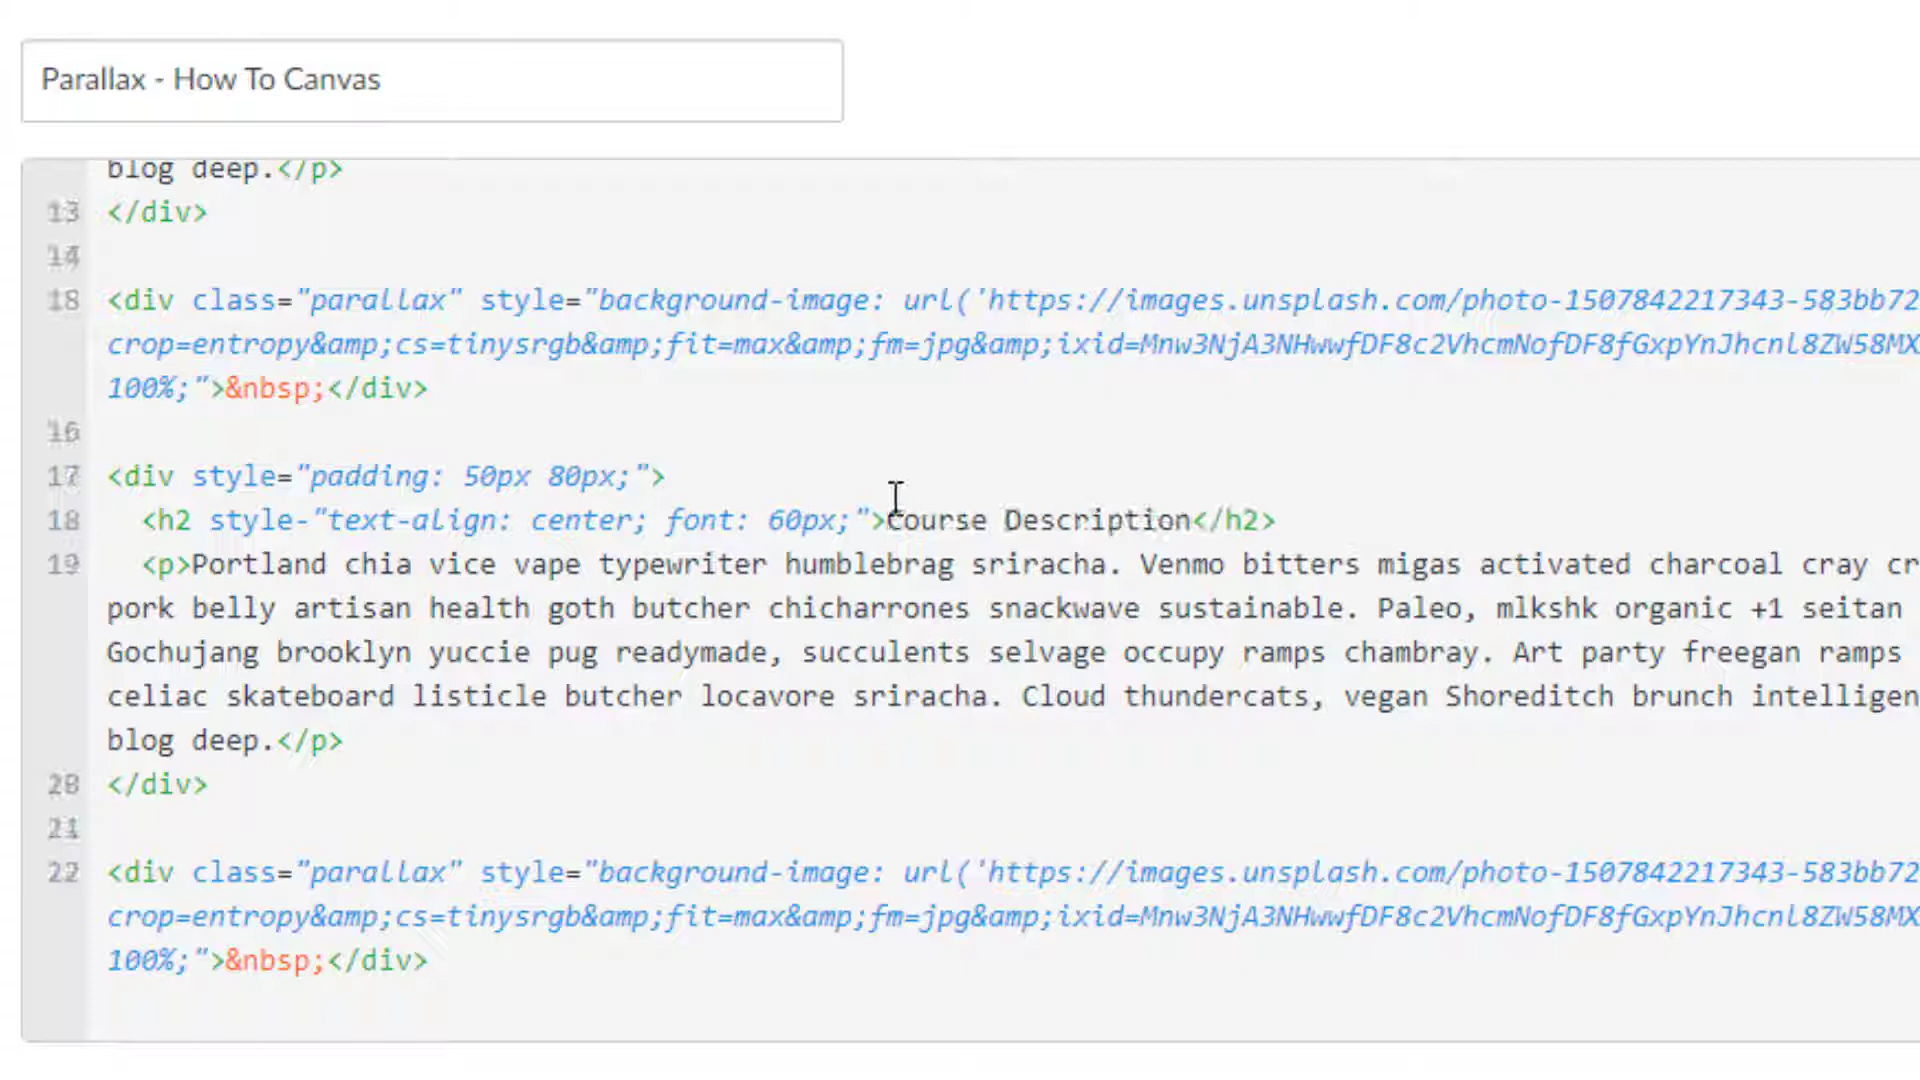 Parallax - How To Canvas
blog deep.</p>
13 </div>
14
18 <div class="parallax" style="background-image: url('https://images.unsplash.com/photo-1507842217343-583bb72
crop=entropy&amp;cs=tinysrgb&amp;fit=max&amp;fm=jpg&amp;ixid=Mnw3NjA3NHwwfDF8c2VhcmNofDF8fGxpYnJhcnl8ZW58MX
100%;">&nbsp;</div>
16
17 <div style="padding: 50px 80px;">
18 <h2 style-"text-align: center; font: 60px;">Course Description</h2>
19 <p>Portland chia vice vape typewriter humblebrag sriracha. Venmo bitters migas activated charcoal cray cr
pork belly artisan health goth butcher chicharrones snackwave sustainable. Paleo, mlkshk organic +1 seitan
Gochujang brooklyn yuccie pug readymade, succulents selvage occupy ramps chambray. Art party freegan ramps
celiac skateboard listicle butcher locavore sriracha. Cloud thundercats, vegan Shoreditch brunch intelligen
blog deep.</p>
20 </div>
21
22 <div class="parallax" style="background-image: url('https://images.unsplash.com/photo-1507842217343-583bb72
crop=entropy&amp;cs=tinysrgb&amp;fit=max&amp;fm=jpg&amp;ixid=Mnw3NjA3NHwwfDF8c2VhcmNofDF8fGxpYnJhcnl8ZW58MX
100%;">&nbsp;</div>